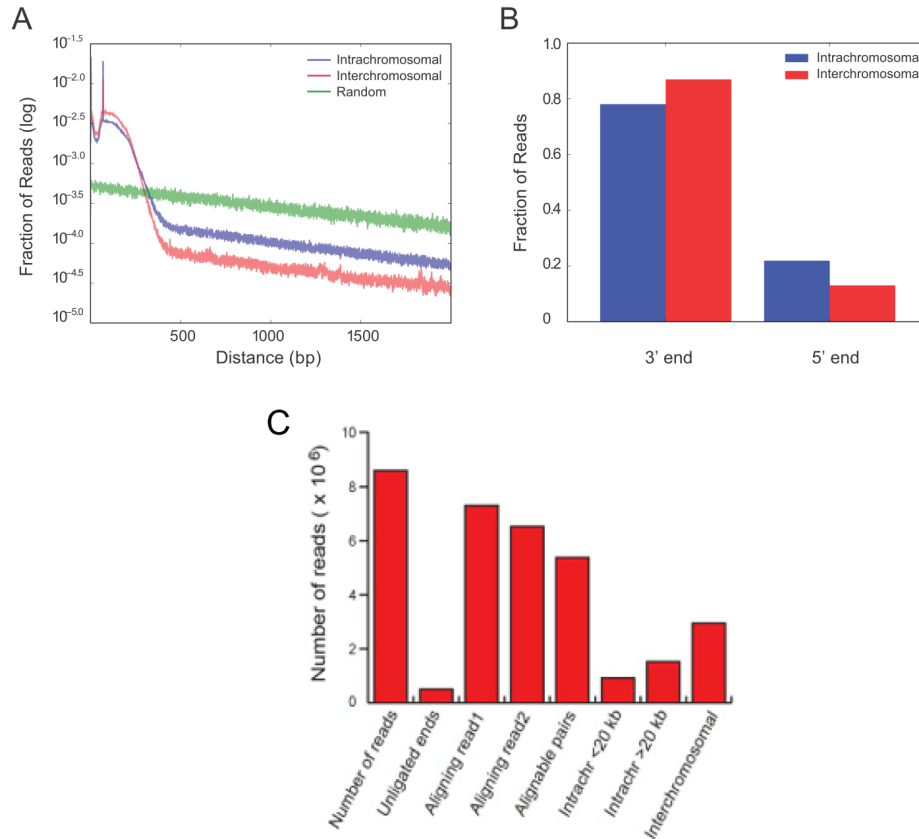 A
Fraction of Reads (log)
10^-1.5
10^-2.0
10^-2.5
10^-3.0
10^-3.5
10^-4.0
10^-4.5
10^-5.0
Intrachromosomal
Interchromosomal
Random
500
1000
1500
Distance (bp)
B
Fraction of Reads
1.0
0.8
0.6
0.4
0.2
0
Intrachromosomal
Interchromosomal
3' end
5' end
C
Number of reads ( x 10^6)
10
8
6
4
2
0
Number of reads
Unligated ends
Aligning read1
Aligning read2
Alignable pairs
Intrachr <20 kb
Intrachr >20 kb
Interchromosomal